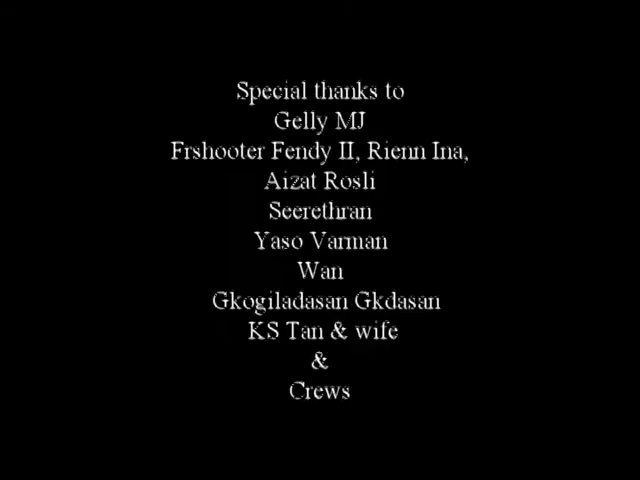 Special thanks to
Gelly MJ
Frshooter Fendy II, Rienn Ina,
Aizat Rosli
Seerethran
Yaso Varman
Wan
Gkogiladasan Gkdasan
KS Tan & wife
&
Crews